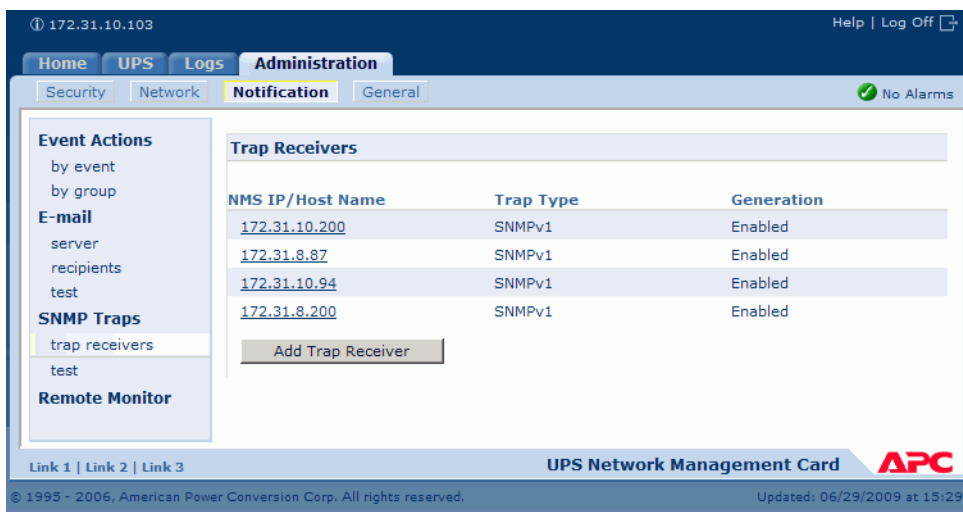 172.31.10.103
Help | Log Off
Home UPS Logs Administration
Security Network Notification General
No Alarms
Event Actions
by event
by group
E-mail
server
recipients
test
SNMP Traps
trap receivers
test
Remote Monitor
Trap Receivers
NMS IP/Host Name Trap Type Generation
172.31.10.200 SNMPv1 Enabled
172.31.8.87 SNMPv1 Enabled
172.31.10.94 SNMPv1 Enabled
172.31.8.200 SNMPv1 Enabled
Add Trap Receiver
Link 1 | Link 2 | Link 3
UPS Network Management Card APC
© 1995 - 2006, American Power Conversion Corp. All rights reserved.
Updated: 06/29/2009 at 15:29